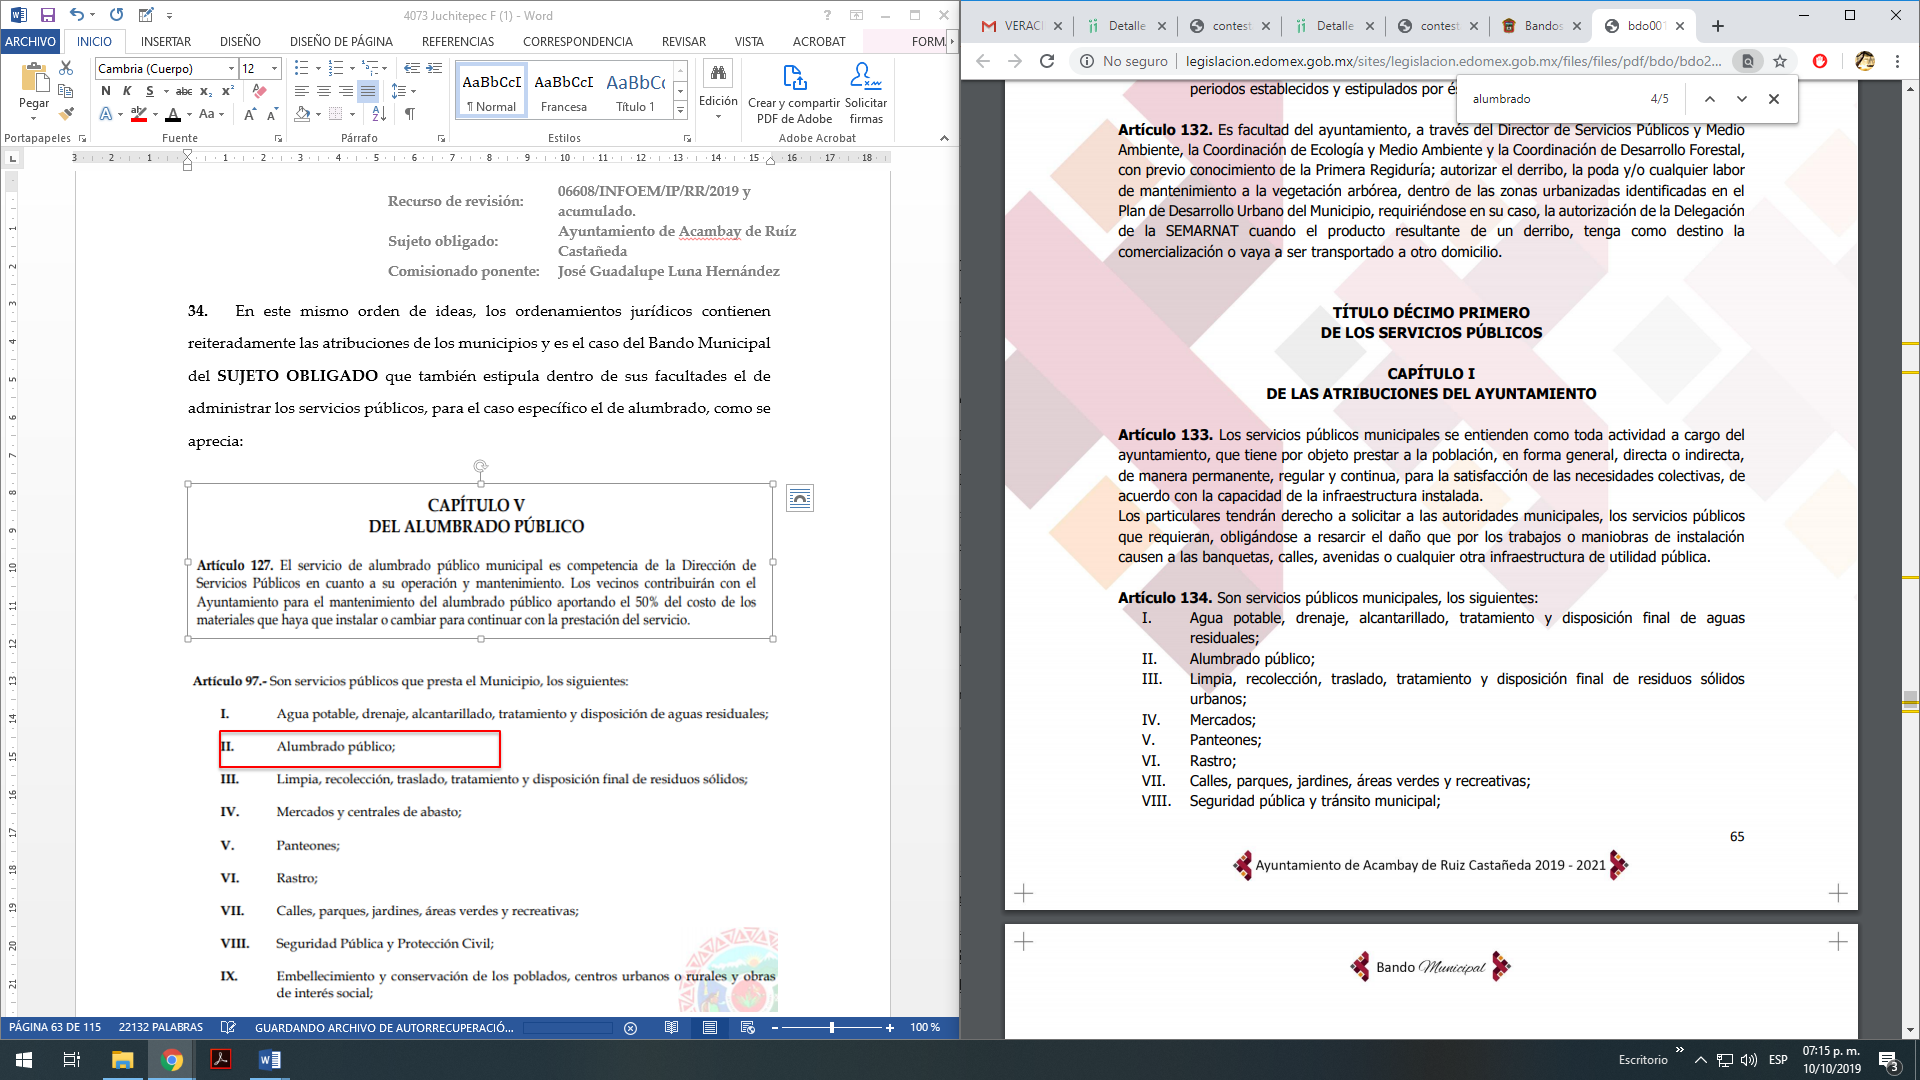 4073 Juchitepec F (1) - Word
ARCHIVO INICIO INSERTAR DISEÑO DISEÑO DE PÁGINA REFERENCIAS CORRESPONDENCIA REVISAR VISTA ACROBAT FORMA
Cambria (Cuerpo) 12
Pegar
AaBbCcI AaBbCcI AaBbCc
¶ Normal Francesa Título 1
Edición
Crear y compartir PDF de Adobe
Solicitar firmas
Portapapeles Fuente Párrafo Estilos Adobe Acrobat
Recurso de revisión: 06608/INFOEM/IP/RR/2019 y
acumulado.
Sujeto obligado: Ayuntamiento de Acambay de Ruíz
Castañeda
Comisionado ponente: José Guadalupe Luna Hernández
34. En este mismo orden de ideas, los ordenamientos jurídicos contienen
reiteradamente las atribuciones de los municipios y es el caso del Bando Municipal
del SUJETO OBLIGADO que también estipula dentro de sus facultades el de
administrar los servicios públicos, para el caso específico el de alumbrado, como se
aprecia:
CAPÍTULO V
DEL ALUMBRADO PÚBLICO
Artículo 127. El servicio de alumbrado público municipal es competencia de la Dirección de
Servicios Públicos en cuanto a su operación y mantenimiento. Los vecinos contribuirán con el
Ayuntamiento para el mantenimiento del alumbrado público aportando el 50% del costo de los
materiales que haya que instalar o cambiar para continuar con la prestación del servicio.
Artículo 97.- Son servicios públicos que presta el Municipio, los siguientes:
I. Agua potable, drenaje, alcantarillado, tratamiento y disposición de aguas residuales;
II. Alumbrado público;
III. Limpia, recolección, traslado, tratamiento y disposición final de residuos sólidos;
IV. Mercados y centrales de abasto;
V. Panteones;
VI. Rastro;
VII. Calles, parques, jardines, áreas verdes y recreativas;
VIII. Seguridad Pública y Protección Civil;
IX. Embellecimiento y conservación de los poblados, centros urbanos o rurales y obras
de interés social;
PÁGINA 63 DE 115 22132 PALABRAS GUARDANDO ARCHIVO DE AUTORRECUPERACIÓ... 100 %
VERACI Detalle contest Detalle contest Bandos bdo001
No seguro legislacion.edomex.gob.mx/sites/legislacion.edomex.gob.mx/files/files/pdf/bdo/bdo2...
alumbrado 4/5
periodos establecidos y estipulados por és
Artículo 132. Es facultad del ayuntamiento, a través del Director de Servicios Públicos y Medio
Ambiente, la Coordinación de Ecología y Medio Ambiente y la Coordinación de Desarrollo Forestal,
con previo conocimiento de la Primera Regiduría; autorizar el derribo, la poda y/o cualquier labor
de mantenimiento a la vegetación arbórea, dentro de las zonas urbanizadas identificadas en el
Plan de Desarrollo Urbano del Municipio, requiriéndose en su caso, la autorización de la Delegación
de la SEMARNAT cuando el producto resultante de un derribo, tenga como destino la
comercialización o vaya a ser transportado a otro domicilio.
TÍTULO DÉCIMO PRIMERO
DE LOS SERVICIOS PÚBLICOS
CAPÍTULO I
DE LAS ATRIBUCIONES DEL AYUNTAMIENTO
Artículo 133. Los servicios públicos municipales se entienden como toda actividad a cargo del
ayuntamiento, que tiene por objeto prestar a la población, en forma general, directa o indirecta,
de manera permanente, regular y continua, para la satisfacción de las necesidades colectivas, de
acuerdo con la capacidad de la infraestructura instalada.
Los particulares tendrán derecho a solicitar a las autoridades municipales, los servicios públicos
que requieran, obligándose a resarcir el daño que por los trabajos o maniobras de instalación
causen a las banquetas, calles, avenidas o cualquier otra infraestructura de utilidad pública.
Artículo 134. Son servicios públicos municipales, los siguientes:
I. Agua potable, drenaje, alcantarillado, tratamiento y disposición final de aguas
residuales;
II. Alumbrado público;
III. Limpia, recolección, traslado, tratamiento y disposición final de residuos sólidos
urbanos;
IV. Mercados;
V. Panteones;
VI. Rastro;
VII. Calles, parques, jardines, áreas verdes y recreativas;
VIII. Seguridad pública y tránsito municipal;
65
Ayuntamiento de Acambay de Ruiz Castañeda 2019 - 2021
Bando Municipal
Escritorio ESP 07:15 p. m.
10/10/2019
3